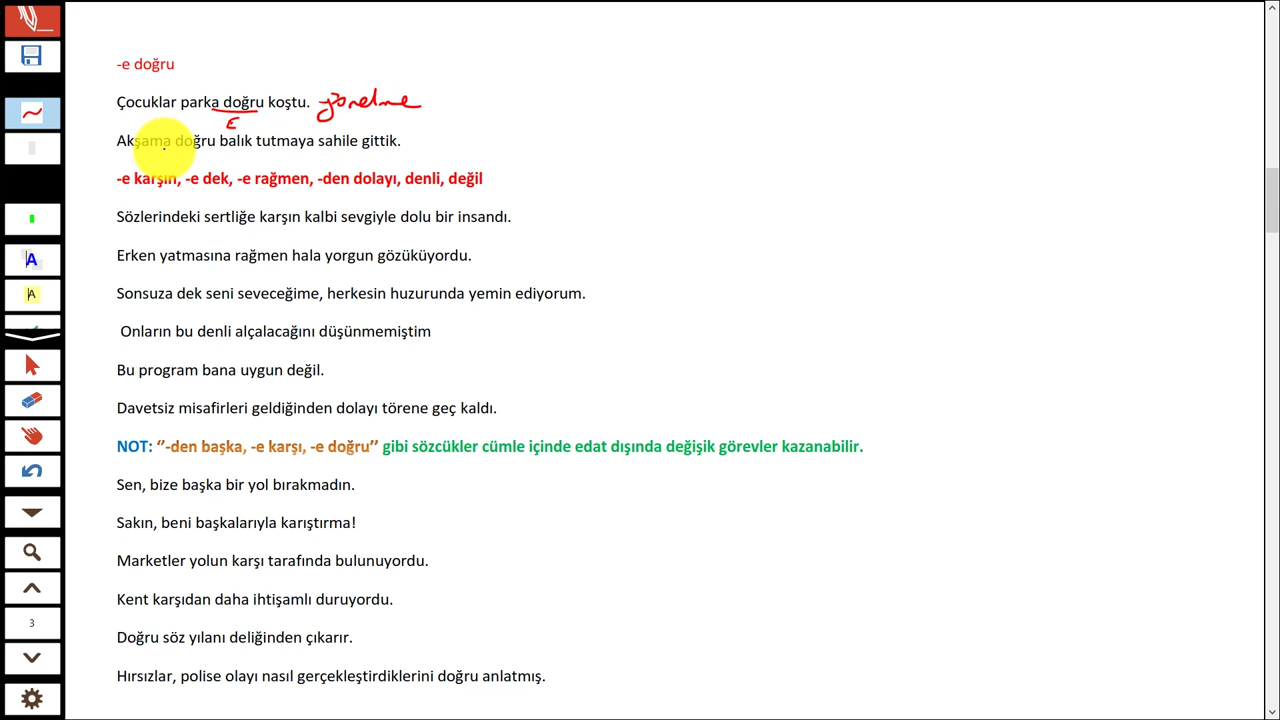 -e doğru
Çocuklar parka doğru koştu. yönelme
E
Akşama doğru balık tutmaya sahile gittik.
-e karşın, -e dek, -e rağmen, -den dolayı, denli, değil
Sözlerindeki sertliğe karşın kalbi sevgiyle dolu bir insandı.
Erken yatmasına rağmen hala yorgun gözüküyordu.
Sonsuza dek seni seveceğime, herkesin huzurunda yemin ediyorum.
Onların bu denli alçalacağını düşünmemiştim
Bu program bana uygun değil.
Davetsiz misafirleri geldiğinden dolayı törene geç kaldı.
NOT: ‘’-den başka, -e karşı, -e doğru’’ gibi sözcükler cümle içinde edat dışında değişik görevler kazanabilir.
Sen, bize başka bir yol bırakmadın.
Sakın, beni başkalarıyla karıştırma!
Marketler yolun karşı tarafında bulunuyordu.
Kent karşıdan daha ihtişamlı duruyordu.
Doğru söz yılanı deliğinden çıkarır.
Hırsızlar, polise olayı nasıl gerçekleştirdiklerini doğru anlatmış.
A
A
3